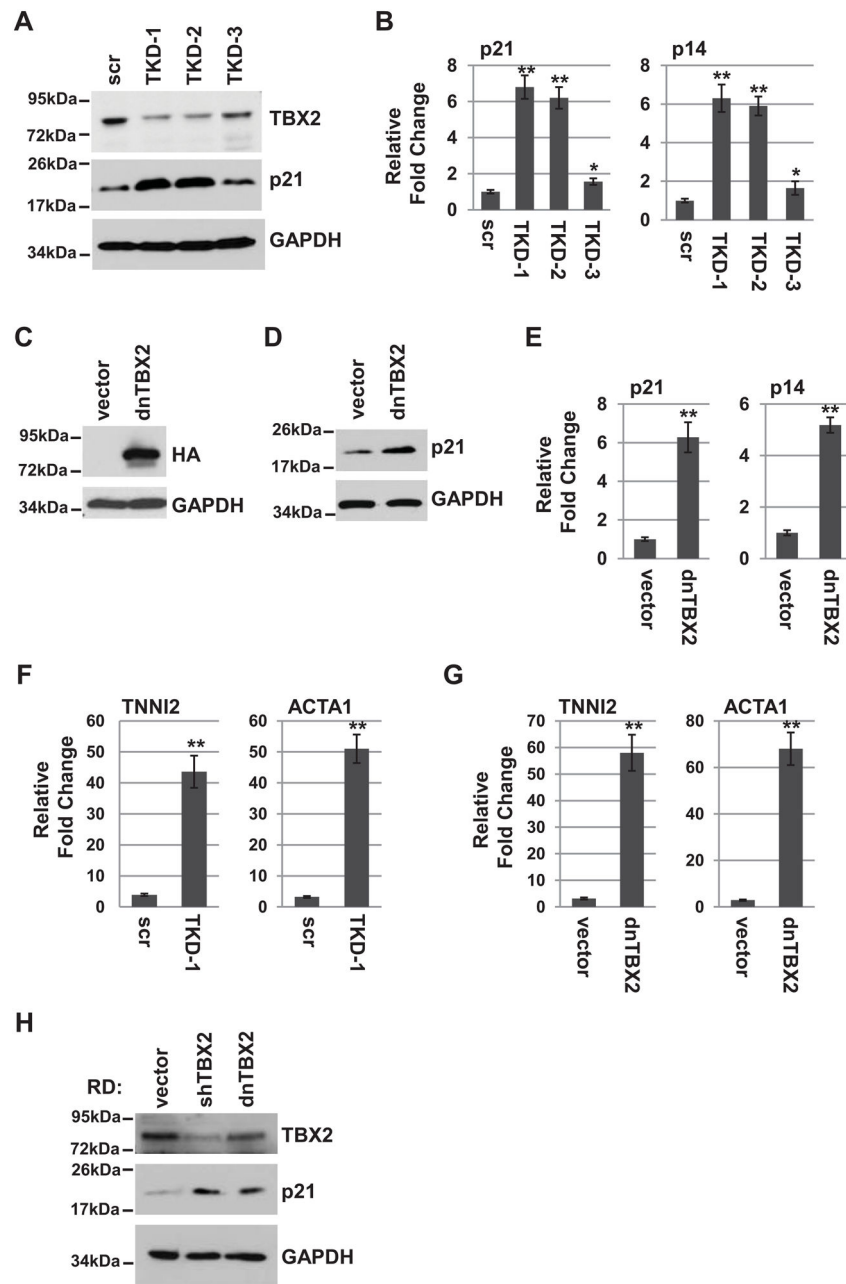 A
scr
TKD-1
TKD-2
TKD-3
95kDa
72kDa
TBX2
26kDa
17kDa
p21
34kDa
GAPDH
B
p21
Relative
Fold Change
8
6
4
2
0
**
**
*
scr
TKD-1
TKD-2
TKD-3
p14
8
6
4
2
0
**
**
*
scr
TKD-1
TKD-2
TKD-3
C
vector
dnTBX2
95kDa
72kDa
HA
34kDa
GAPDH
D
vector
dnTBX2
26kDa
17kDa
p21
34kDa
GAPDH
E
p21
Relative
Fold Change
8
6
4
2
0
**
vector
dnTBX2
p14
6
4
2
0
**
vector
dnTBX2
F
TNNI2
Relative
Fold Change
60
50
40
30
20
10
0
**
scr
TKD-1
ACTA1
60
50
40
30
20
10
0
**
scr
TKD-1
G
TNNI2
Relative
Fold Change
70
60
50
40
30
20
10
0
**
vector
dnTBX2
ACTA1
80
60
40
20
0
**
vector
dnTBX2
H
RD:
vector
shTBX2
dnTBX2
95kDa
72kDa
TBX2
26kDa
17kDa
p21
34kDa
GAPDH